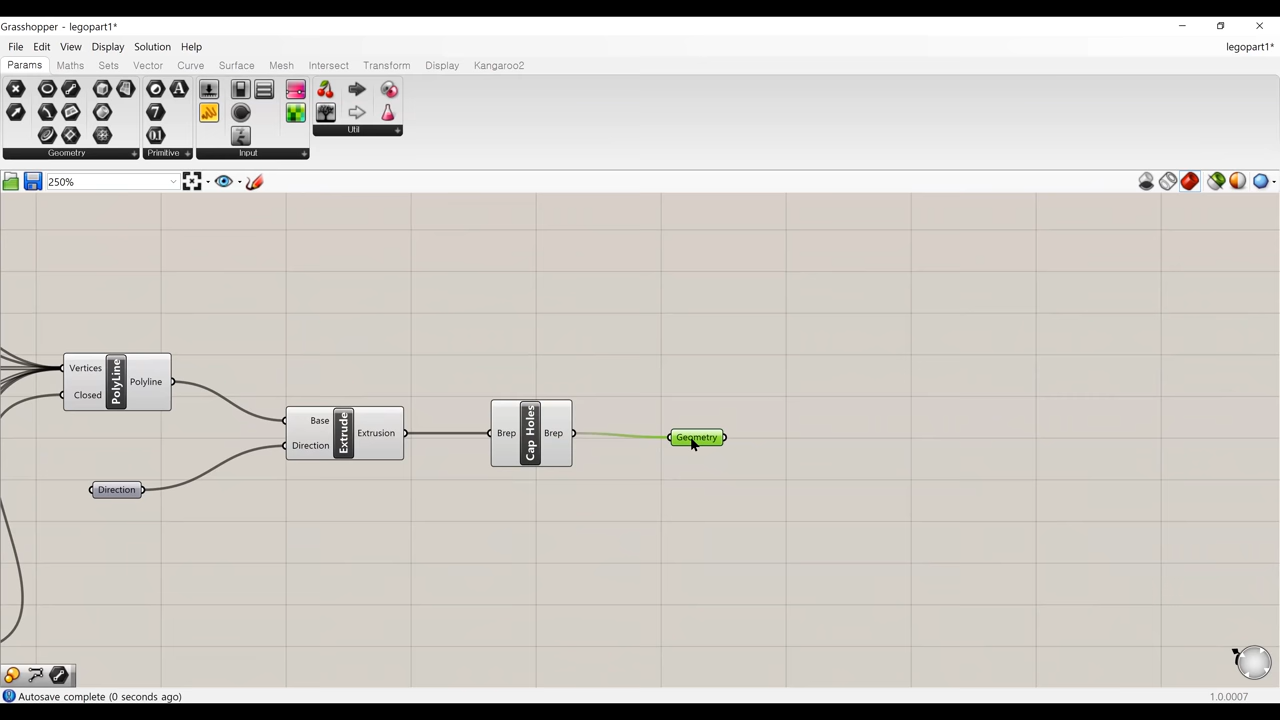 Grasshopper - legopart1*
File Edit View Display Solution Help
legopart1*
Params Maths Sets Vector Curve Surface Mesh Intersect Transform Display Kangaroo2
Geometry Primitive Input Util
250%
Vertices
Closed
PolyLine
Polyline
Base
Direction
Extrude
Extrusion
Brep
Cap Holes
Brep
Geometry
Direction
Autosave complete (0 seconds ago)
1.0.0007